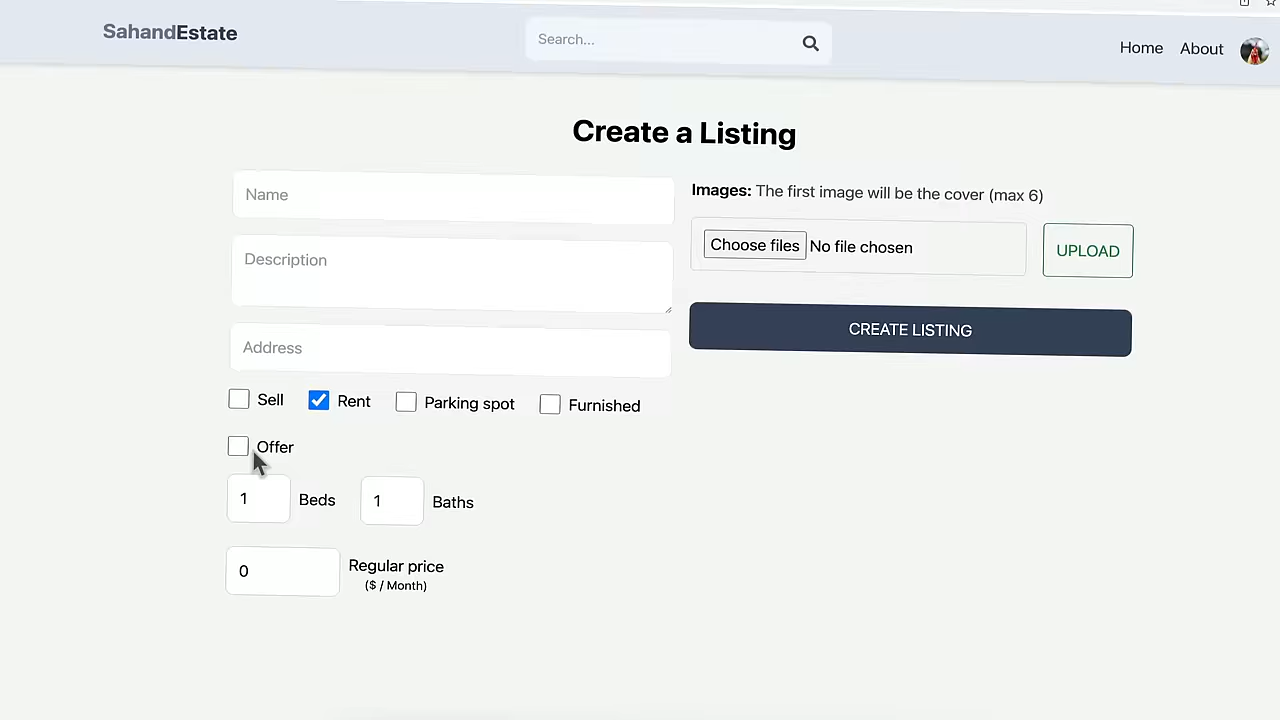 SahandEstate
Search...
Home About
Create a Listing
Name
Description
Address
Sell Rent Parking spot Furnished
Offer
1 Beds 1 Baths
0 Regular price
($ / Month)
Images: The first image will be the cover (max 6)
Choose files No file chosen
UPLOAD
CREATE LISTING